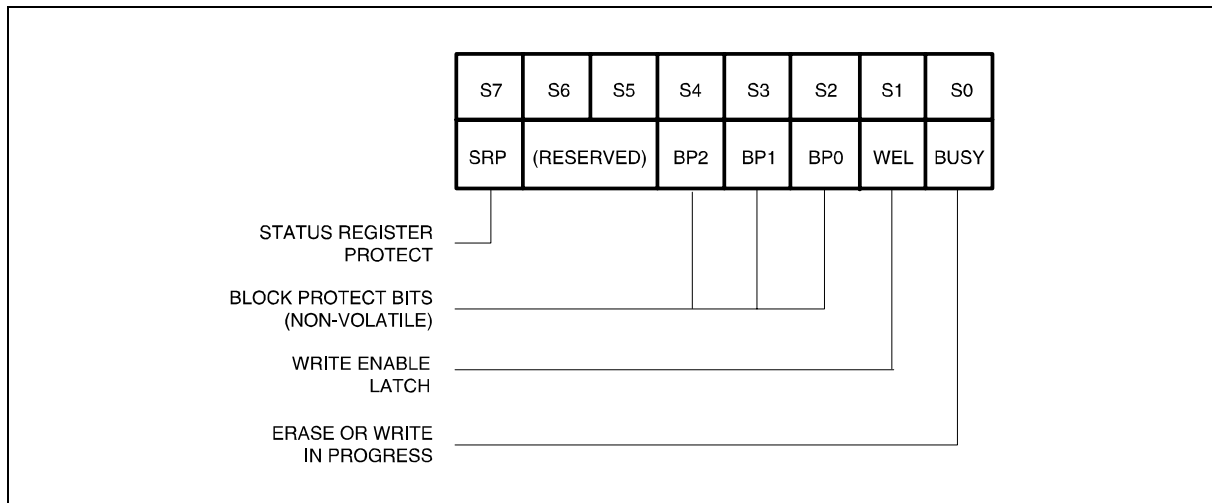 S7 S6 S5 S4 S3 S2 S1 S0
SRP (RESERVED) BP2 BP1 BP0 WEL BUSY
STATUS REGISTER
PROTECT
BLOCK PROTECT BITS
(NON-VOLATILE)
WRITE ENABLE
LATCH
ERASE OR WRITE
IN PROGRESS